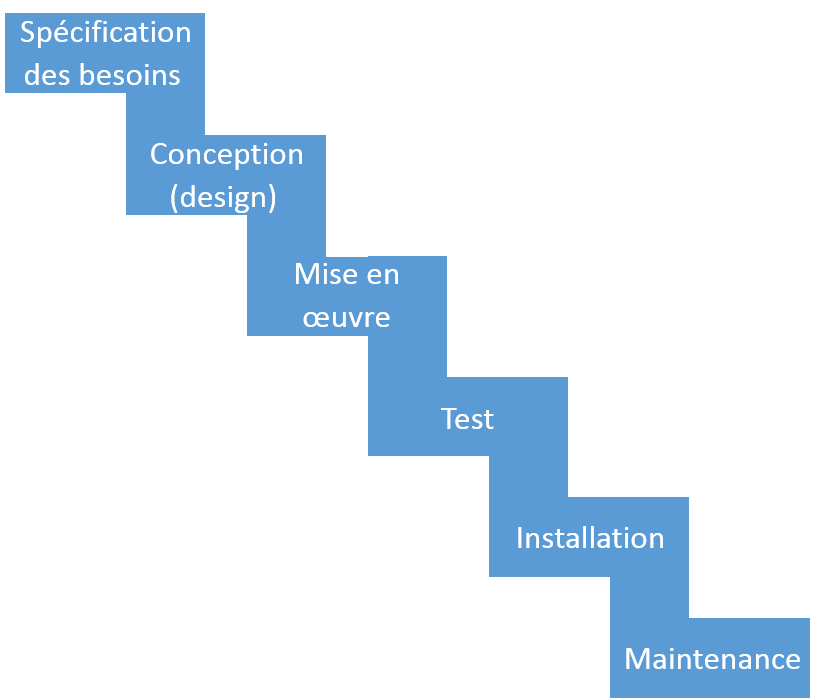 Spécification
des besoins
Conception
(design)
Mise en
œuvre
Test
Installation
Maintenance